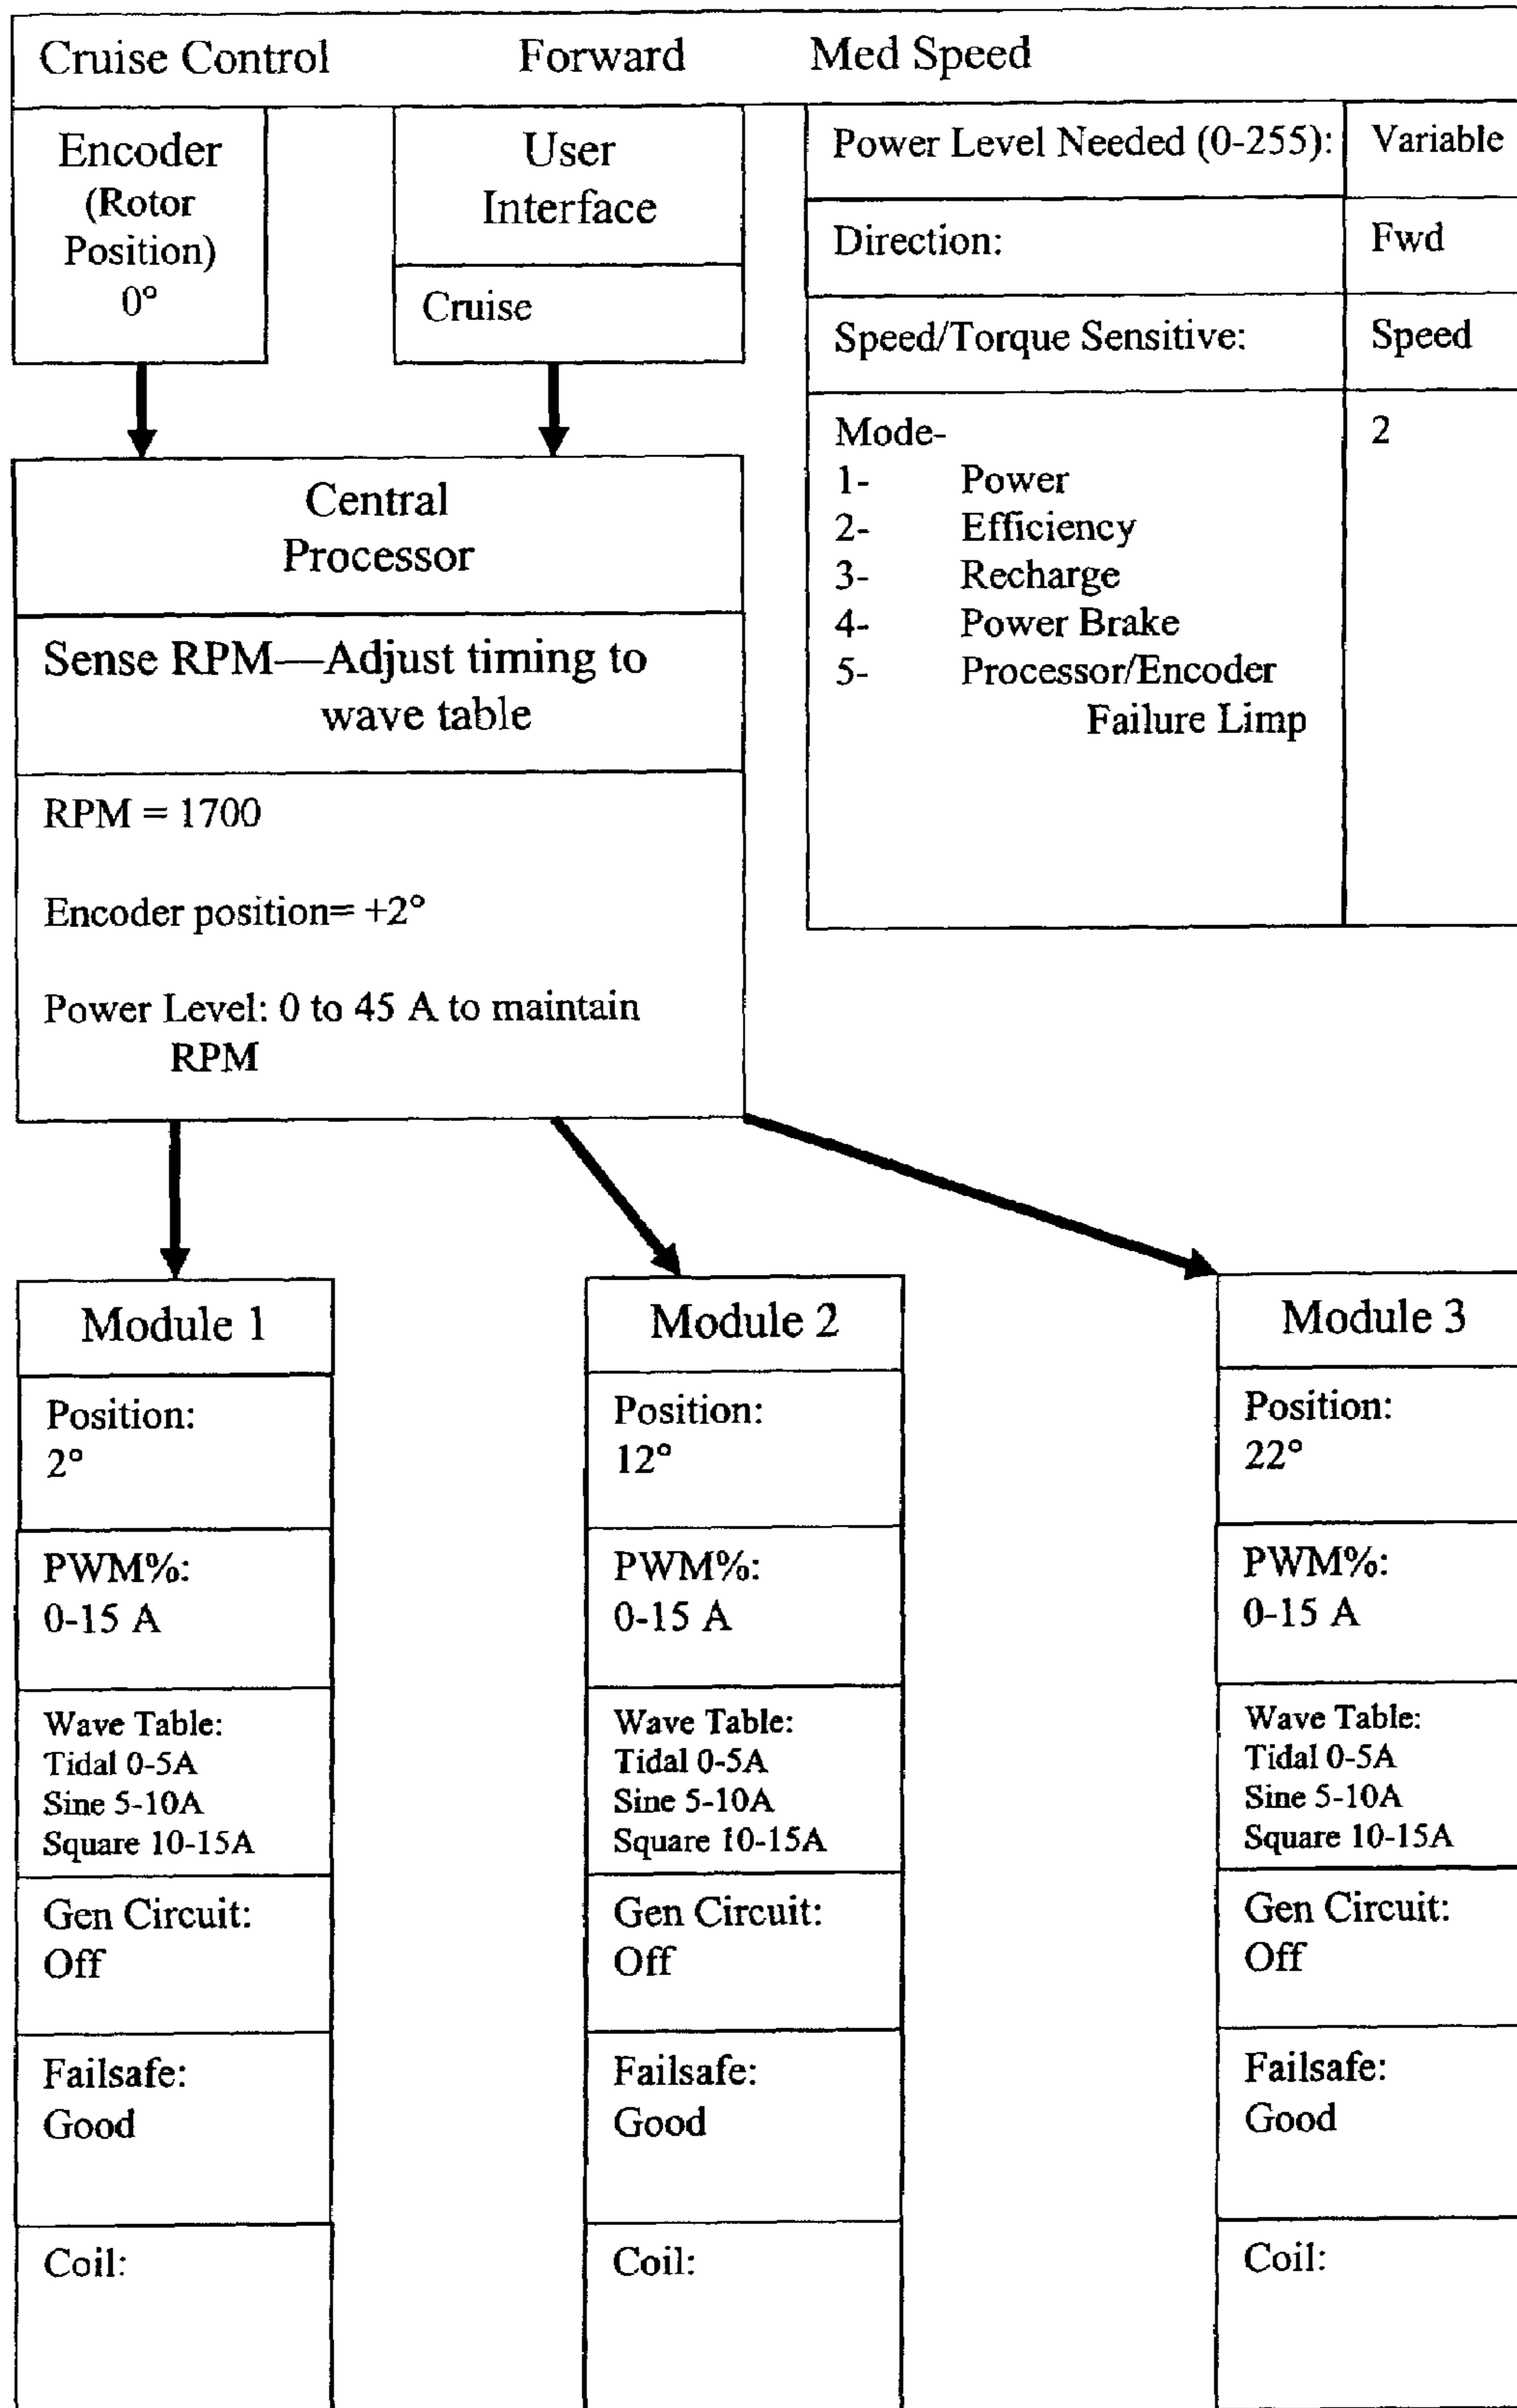 Cruise Control Forward Med Speed
Encoder
(Rotor
Position)
0°
User
Interface
Cruise
Power Level Needed (0-255): Variable
Direction: Fwd
Speed/Torque Sensitive: Speed
Mode- 2
1- Power
2- Efficiency
3- Recharge
4- Power Brake
5- Processor/Encoder
Failure Limp
Central
Processor
Sense RPM—Adjust timing to
wave table
RPM = 1700
Encoder position= +2°
Power Level: 0 to 45 A to maintain
RPM
Module 1
Position:
2°
PWM%:
0-15 A
Wave Table:
Tidal 0-5A
Sine 5-10A
Square 10-15A
Gen Circuit:
Off
Failsafe:
Good
Coil:
Module 2
Position:
12°
PWM%:
0-15 A
Wave Table:
Tidal 0-5A
Sine 5-10A
Square 10-15A
Gen Circuit:
Off
Failsafe:
Good
Coil:
Module 3
Position:
22°
PWM%:
0-15 A
Wave Table:
Tidal 0-5A
Sine 5-10A
Square 10-15A
Gen Circuit:
Off
Failsafe:
Good
Coil: